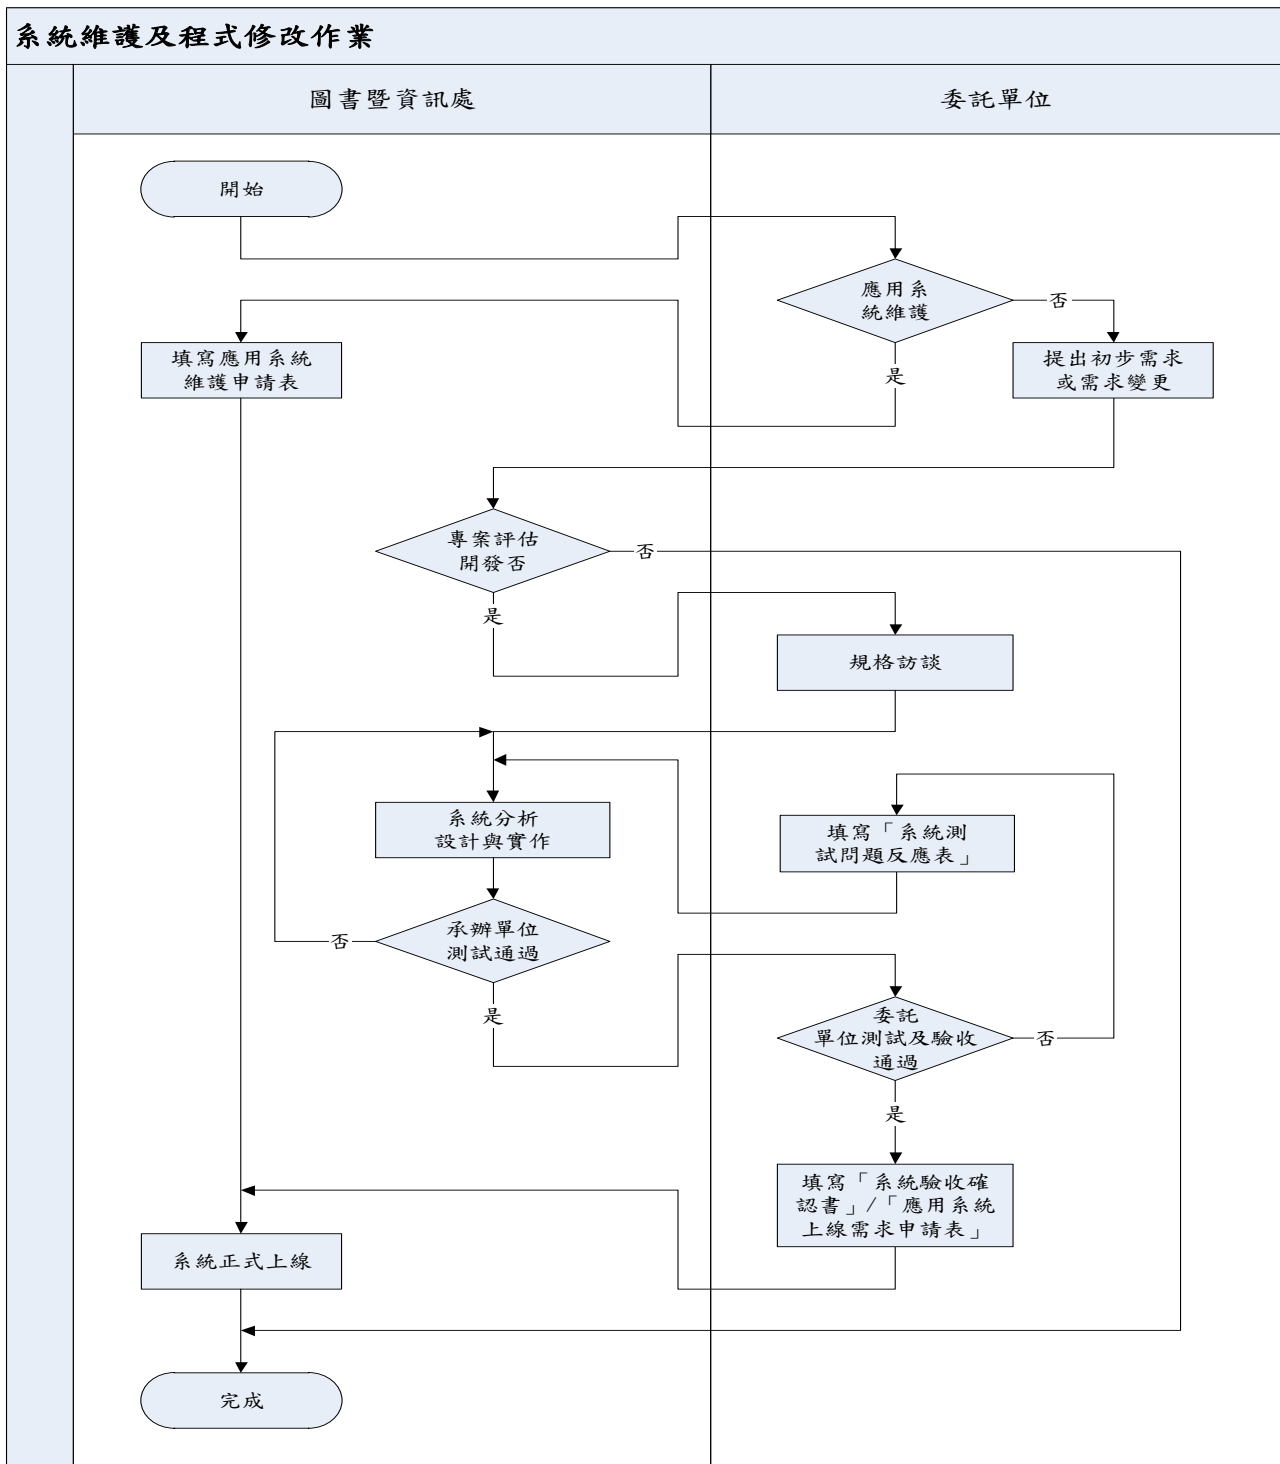 系統維護及程式修改作業
圖書暨資訊處
委託單位
開始
應用系
統維護
否
是
填寫應用系統
維護申請表
提出初步需求
或需求變更
專案評估
開發否
否
是
規格訪談
系統分析
設計與實作
填寫「系統測
試問題反應表」
承辦單位
測試通過
否
是
委託
單位測試及驗收
通過
否
是
填寫「系統驗收確
認書」/「應用系統
上線需求申請表」
系統正式上線
完成